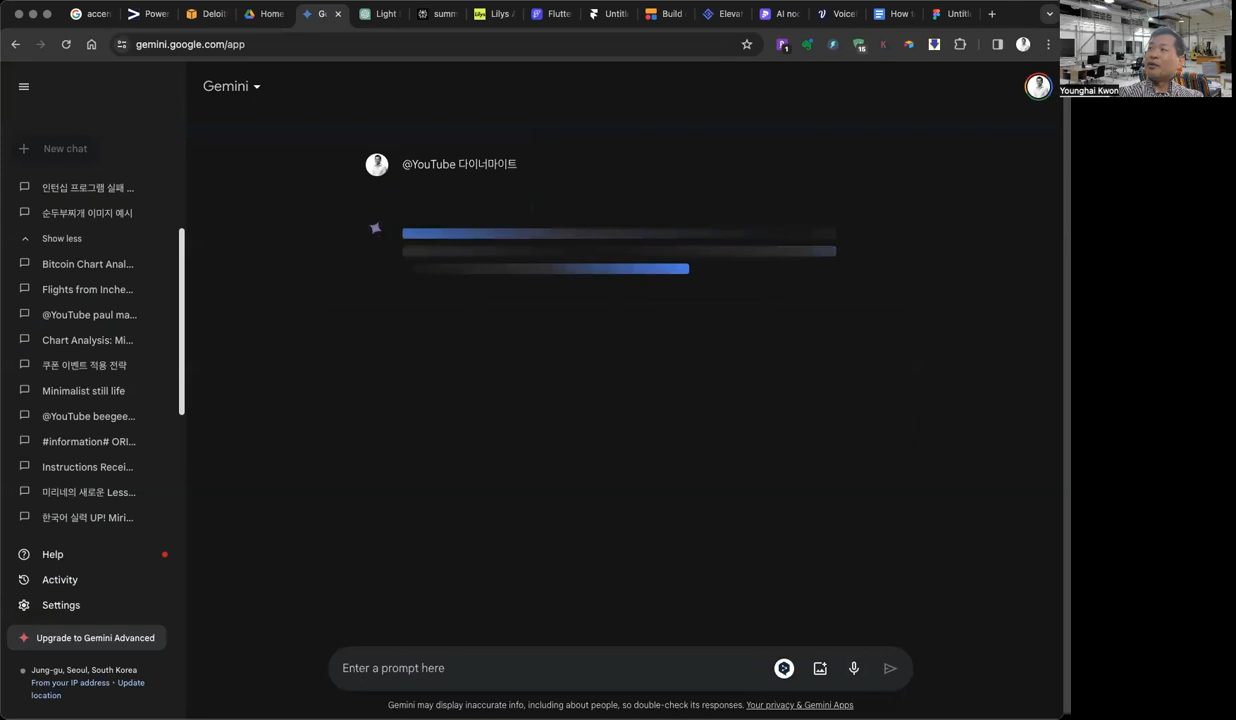 accen
Power
Deloit
Home
Ge
Light
summ
Lilys A
Flutte
Untitl
Build
Eleva
AI no
Voice
How t
Untitl
gemini.google.com/app
1
15
K
Younghai Kwon
Gemini
New chat
@YouTube 다이너마이트
인턴십 프로그램 실패 ...
순두부찌개 이미지 예시
Show less
Bitcoin Chart Anal...
Flights from Inche...
@YouTube paul ma...
Chart Analysis: Mi...
쿠폰 이벤트 적용 전략
Minimalist still life
@YouTube beegee...
#information# ORI...
Instructions Recei...
미리네의 새로운 Less...
한국어 실력 UP! Miri...
Help
Activity
Settings
Upgrade to Gemini Advanced
Jung-gu, Seoul, South Korea
From your IP address • Update
location
Enter a prompt here
Gemini may display inaccurate info, including about people, so double-check its responses. Your privacy & Gemini Apps